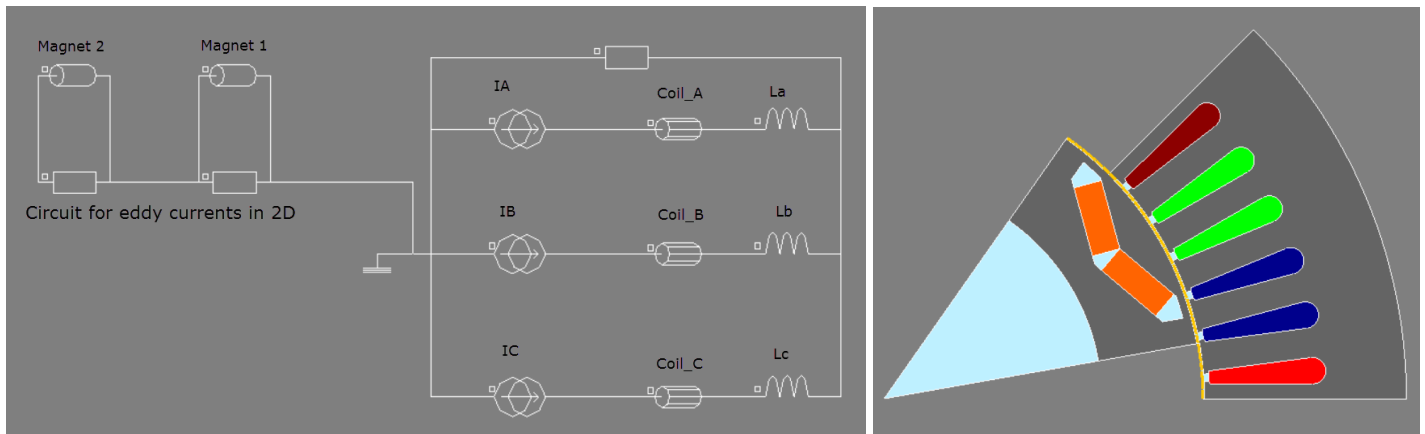 Magnet 2
Magnet 1
IA
Coil_A
La
Circuit for eddy currents in 2D
IB
Coil_B
Lb
IC
Coil_C
Lc